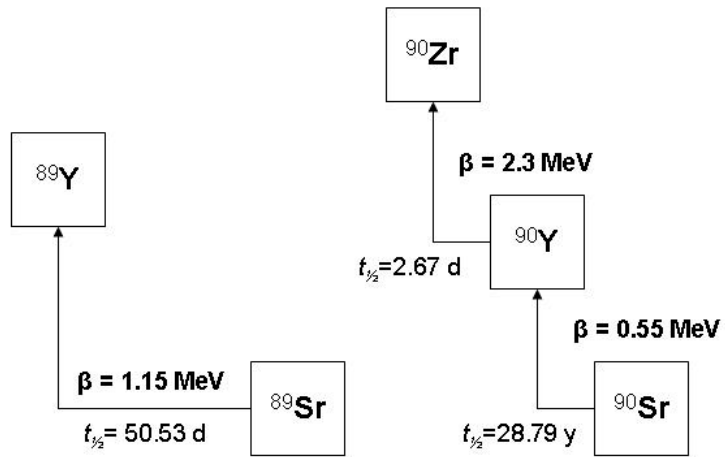 ⁹⁰Zr
⁸⁹Y
β = 2.3 MeV
⁹⁰Y
t½=2.67 d
β = 0.55 MeV
β = 1.15 MeV
⁸⁹Sr
⁹⁰Sr
t½= 50.53 d
t½=28.79 y